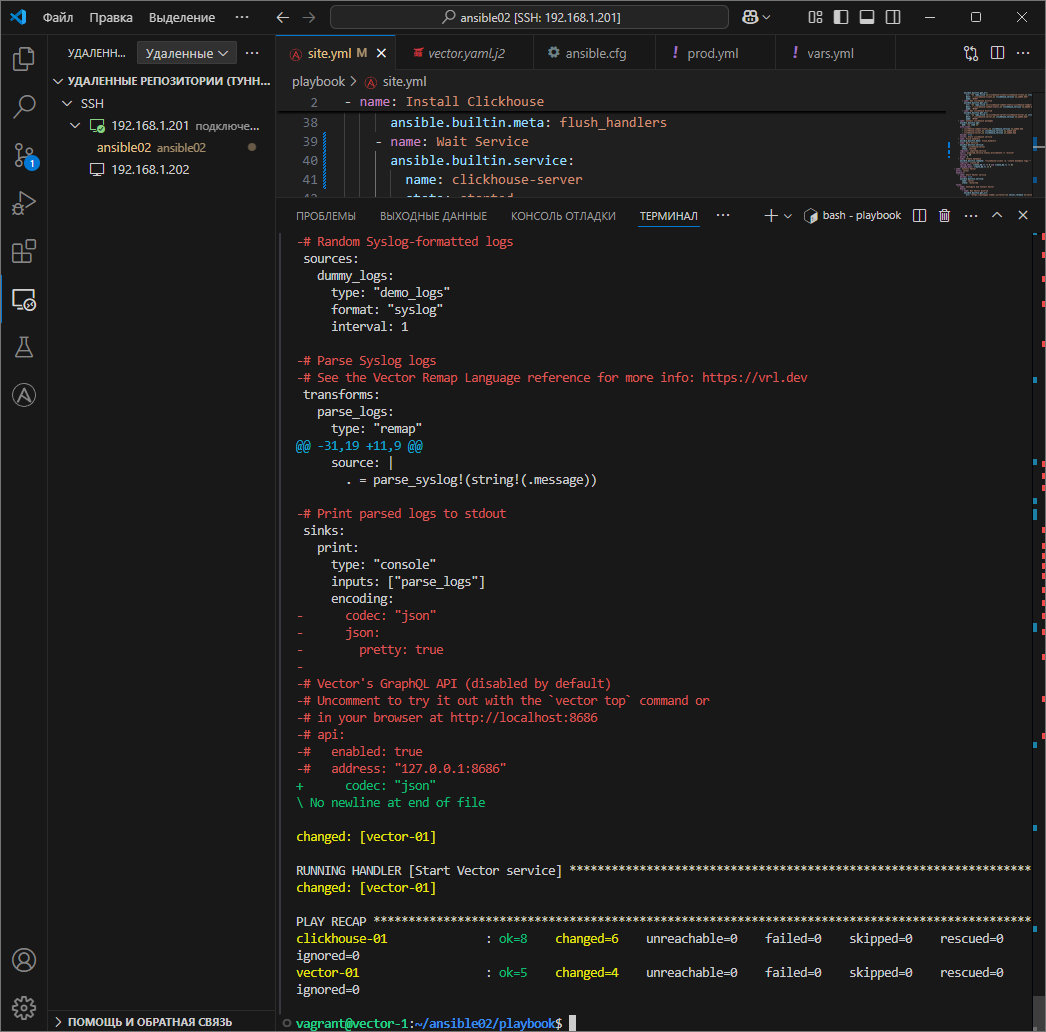 Файл Правка Выделение ··· ansible02 [SSH: 192.168.1.201]
УДАЛЕНН... Удаленные ···
УДАЛЕННЫЕ РЕПОЗИТОРИИ (ТУНН...
SSH
192.168.1.201 подключе...
ansible02 ansible02
192.168.1.202
1
site.yml M vector.yaml.j2 ansible.cfg ! prod.yml ! vars.yml
playbook > site.yml
2 - name: Install Clickhouse
38 ansible.builtin.meta: flush_handlers
39 - name: Wait Service
40 ansible.builtin.service:
41 name: clickhouse-server
ПРОБЛЕМЫ ВЫХОДНЫЕ ДАННЫЕ КОНСОЛЬ ОТЛАДКИ ТЕРМИНАЛ ··· bash - playbook
-# Random Syslog-formatted logs
sources:
dummy_logs:
type: "demo_logs"
format: "syslog"
interval: 1
-# Parse Syslog logs
-# See the Vector Remap Language reference for more info: https://vrl.dev
transforms:
parse_logs:
type: "remap"
@@ -31,19 +11,9 @@
source: |
. = parse_syslog!(string!(.message))
-# Print parsed logs to stdout
sinks:
print:
type: "console"
inputs: ["parse_logs"]
encoding:
- codec: "json"
- json:
- pretty: true
-
-# Vector's GraphQL API (disabled by default)
-# Uncomment to try it out with the `vector top` command or
-# in your browser at http://localhost:8686
-# api:
-# enabled: true
-# address: "127.0.0.1:8686"
+ codec: "json"
\ No newline at end of file
changed: [vector-01]
RUNNING HANDLER [Start Vector service] ******************************************************************
changed: [vector-01]
PLAY RECAP **********************************************************************************************
clickhouse-01 : ok=8 changed=6 unreachable=0 failed=0 skipped=0 rescued=0
ignored=0
vector-01 : ok=5 changed=4 unreachable=0 failed=0 skipped=0 rescued=0
ignored=0
vagrant@vector-1:~/ansible02/playbook$
ПОМОЩЬ И ОБРАТНАЯ СВЯЗЬ